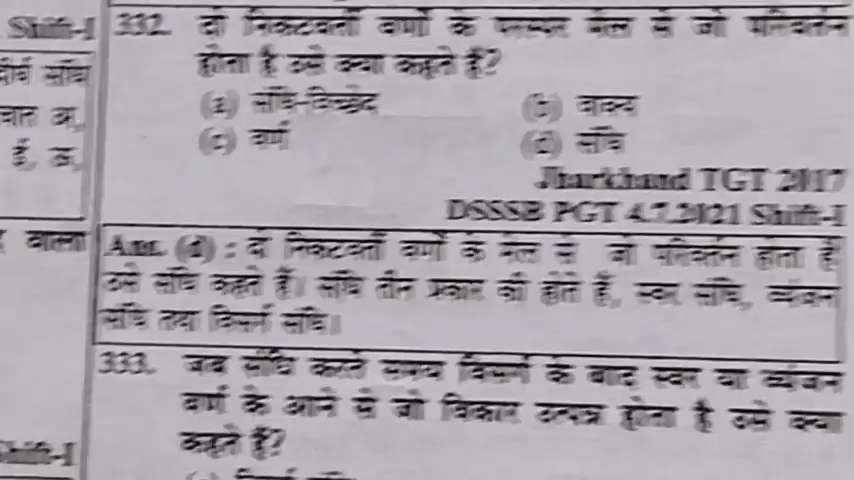 Shift-I
र्दीर्घ संधि
अ,
ई, ऊ,
वाला
Shift-I
332. दो निकटवर्ती वर्णों के परस्पर मेल से जो परिवर्तन
होता है उसे क्या कहते हैं?
(a) संधि-विच्छेद (b) वाक्य
(c) वर्ण (d) संधि
Jharkhand TGT 2017
DSSSB PGT 4.7.2021 Shift-I
Ans. (d) : दो निकटवर्ती वर्णों के मेल से जो परिवर्तन होता है
उसे संधि कहते हैं। संधि तीन प्रकार की होते हैं, स्वर संधि, व्यंजन
संधि तथा विसर्ग संधि।
333. जब संधि करते समय विसर्ग के बाद स्वर या व्यंजन
वर्ण के आने से जो विकार उत्पन्न होता है उसे क्या
कहते हैं?